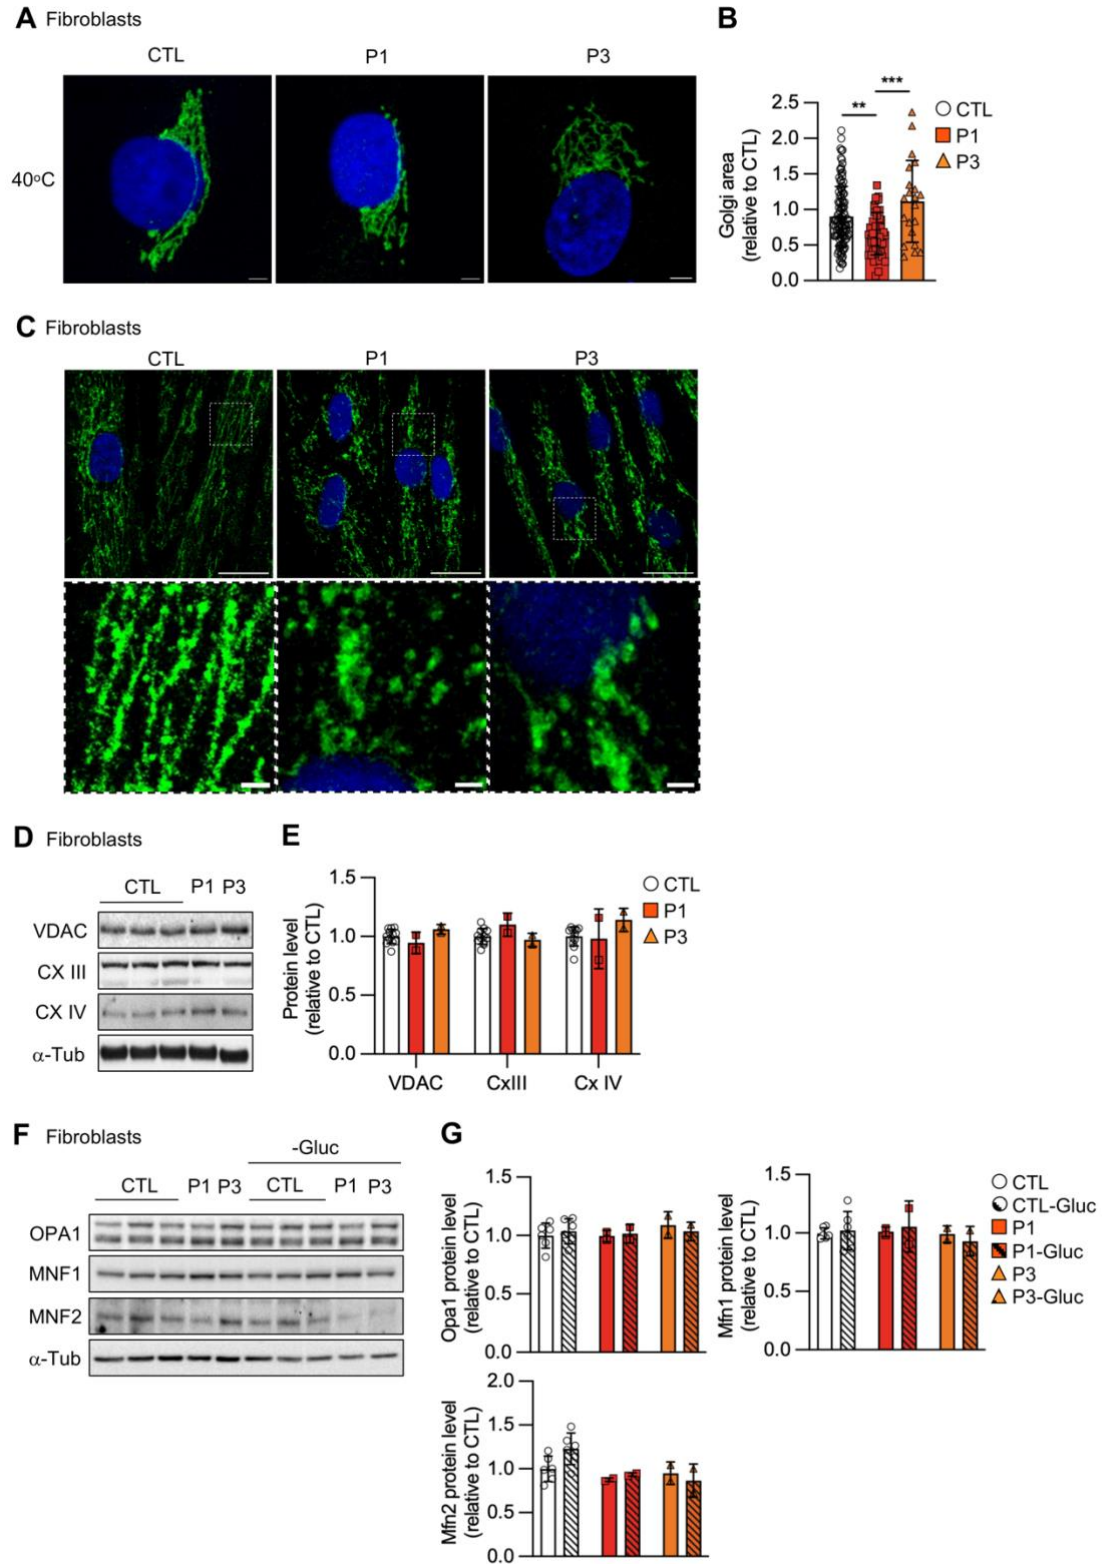 A Fibroblasts
CTL P1 P3
40°C
B
2.5
2.0
1.5
1.0
0.5
0.0
Golgi area
(relative to CTL)
**
***
CTL
P1
P3
C Fibroblasts
CTL P1 P3
D Fibroblasts
CTL P1 P3
VDAC
CX III
CX IV
α-Tub
E
1.5
1.0
0.5
0.0
Protein level
(relative to CTL)
VDAC CxIII Cx IV
CTL
P1
P3
F Fibroblasts
-Gluc
CTL P1 P3 CTL P1 P3
OPA1
MNF1
MNF2
α-Tub
G
1.5
1.0
0.5
0.0
Opa1 protein level
(relative to CTL)
1.5
1.0
0.5
0.0
Mfn1 protein level
(relative to CTL)
CTL
CTL-Gluc
P1
P1-Gluc
P3
P3-Gluc
2.0
1.5
1.0
0.5
0.0
Mfn2 protein level
(relative to CTL)